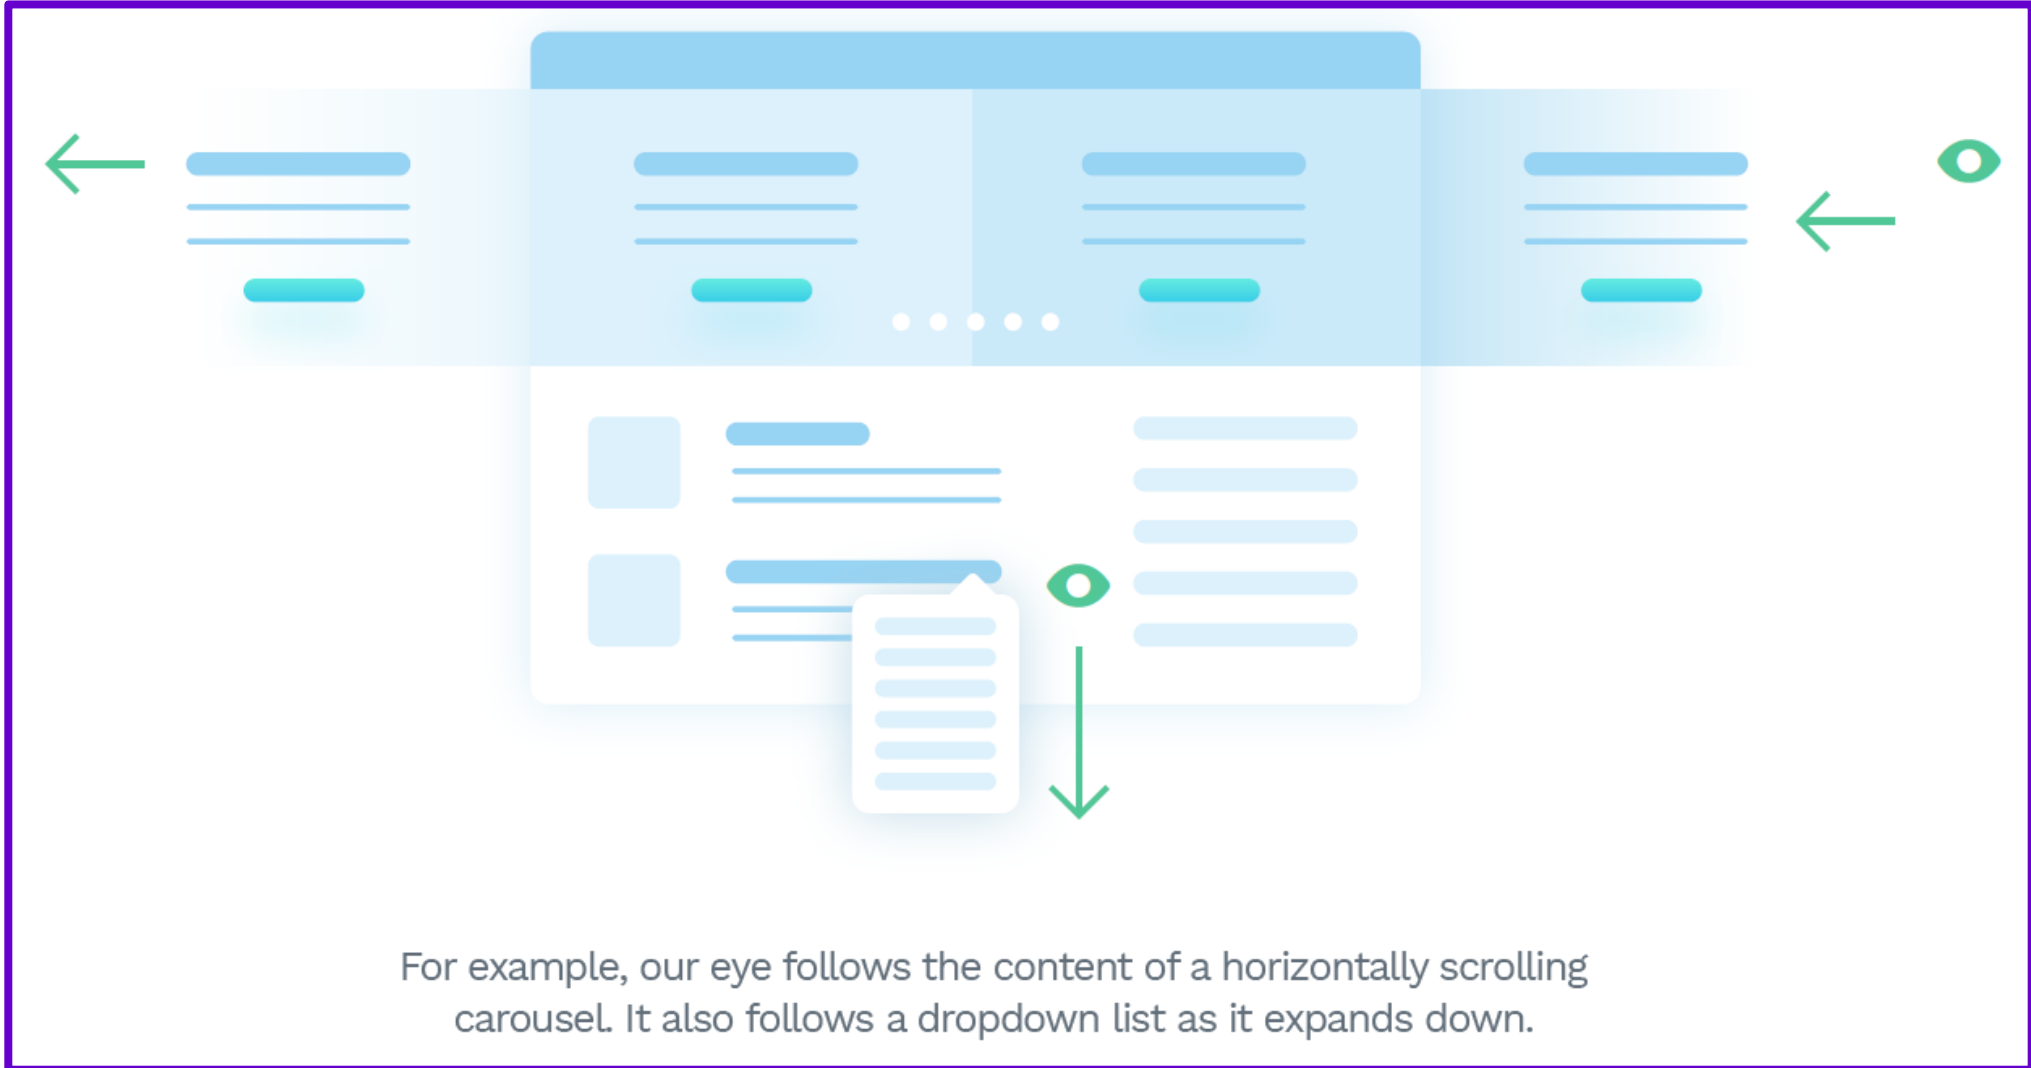 For example, our eye follows the content of a horizontally scrolling
carousel. It also follows a dropdown list as it expands down.